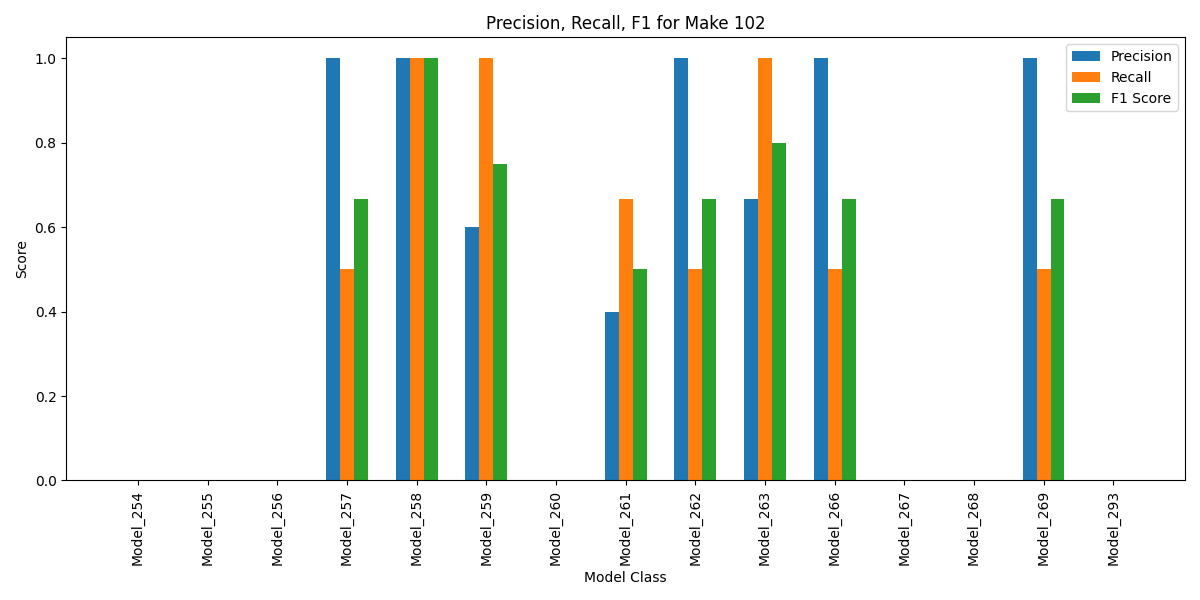 Precision, Recall, F1 for Make 102
Precision
Recall
F1 Score
Score
1.0
0.8
0.6
0.4
0.2
0.0
Model_254
Model_255
Model_256
Model_257
Model_258
Model_259
Model_260
Model_261
Model_262
Model_263
Model_266
Model_267
Model_268
Model_269
Model_293
Model Class